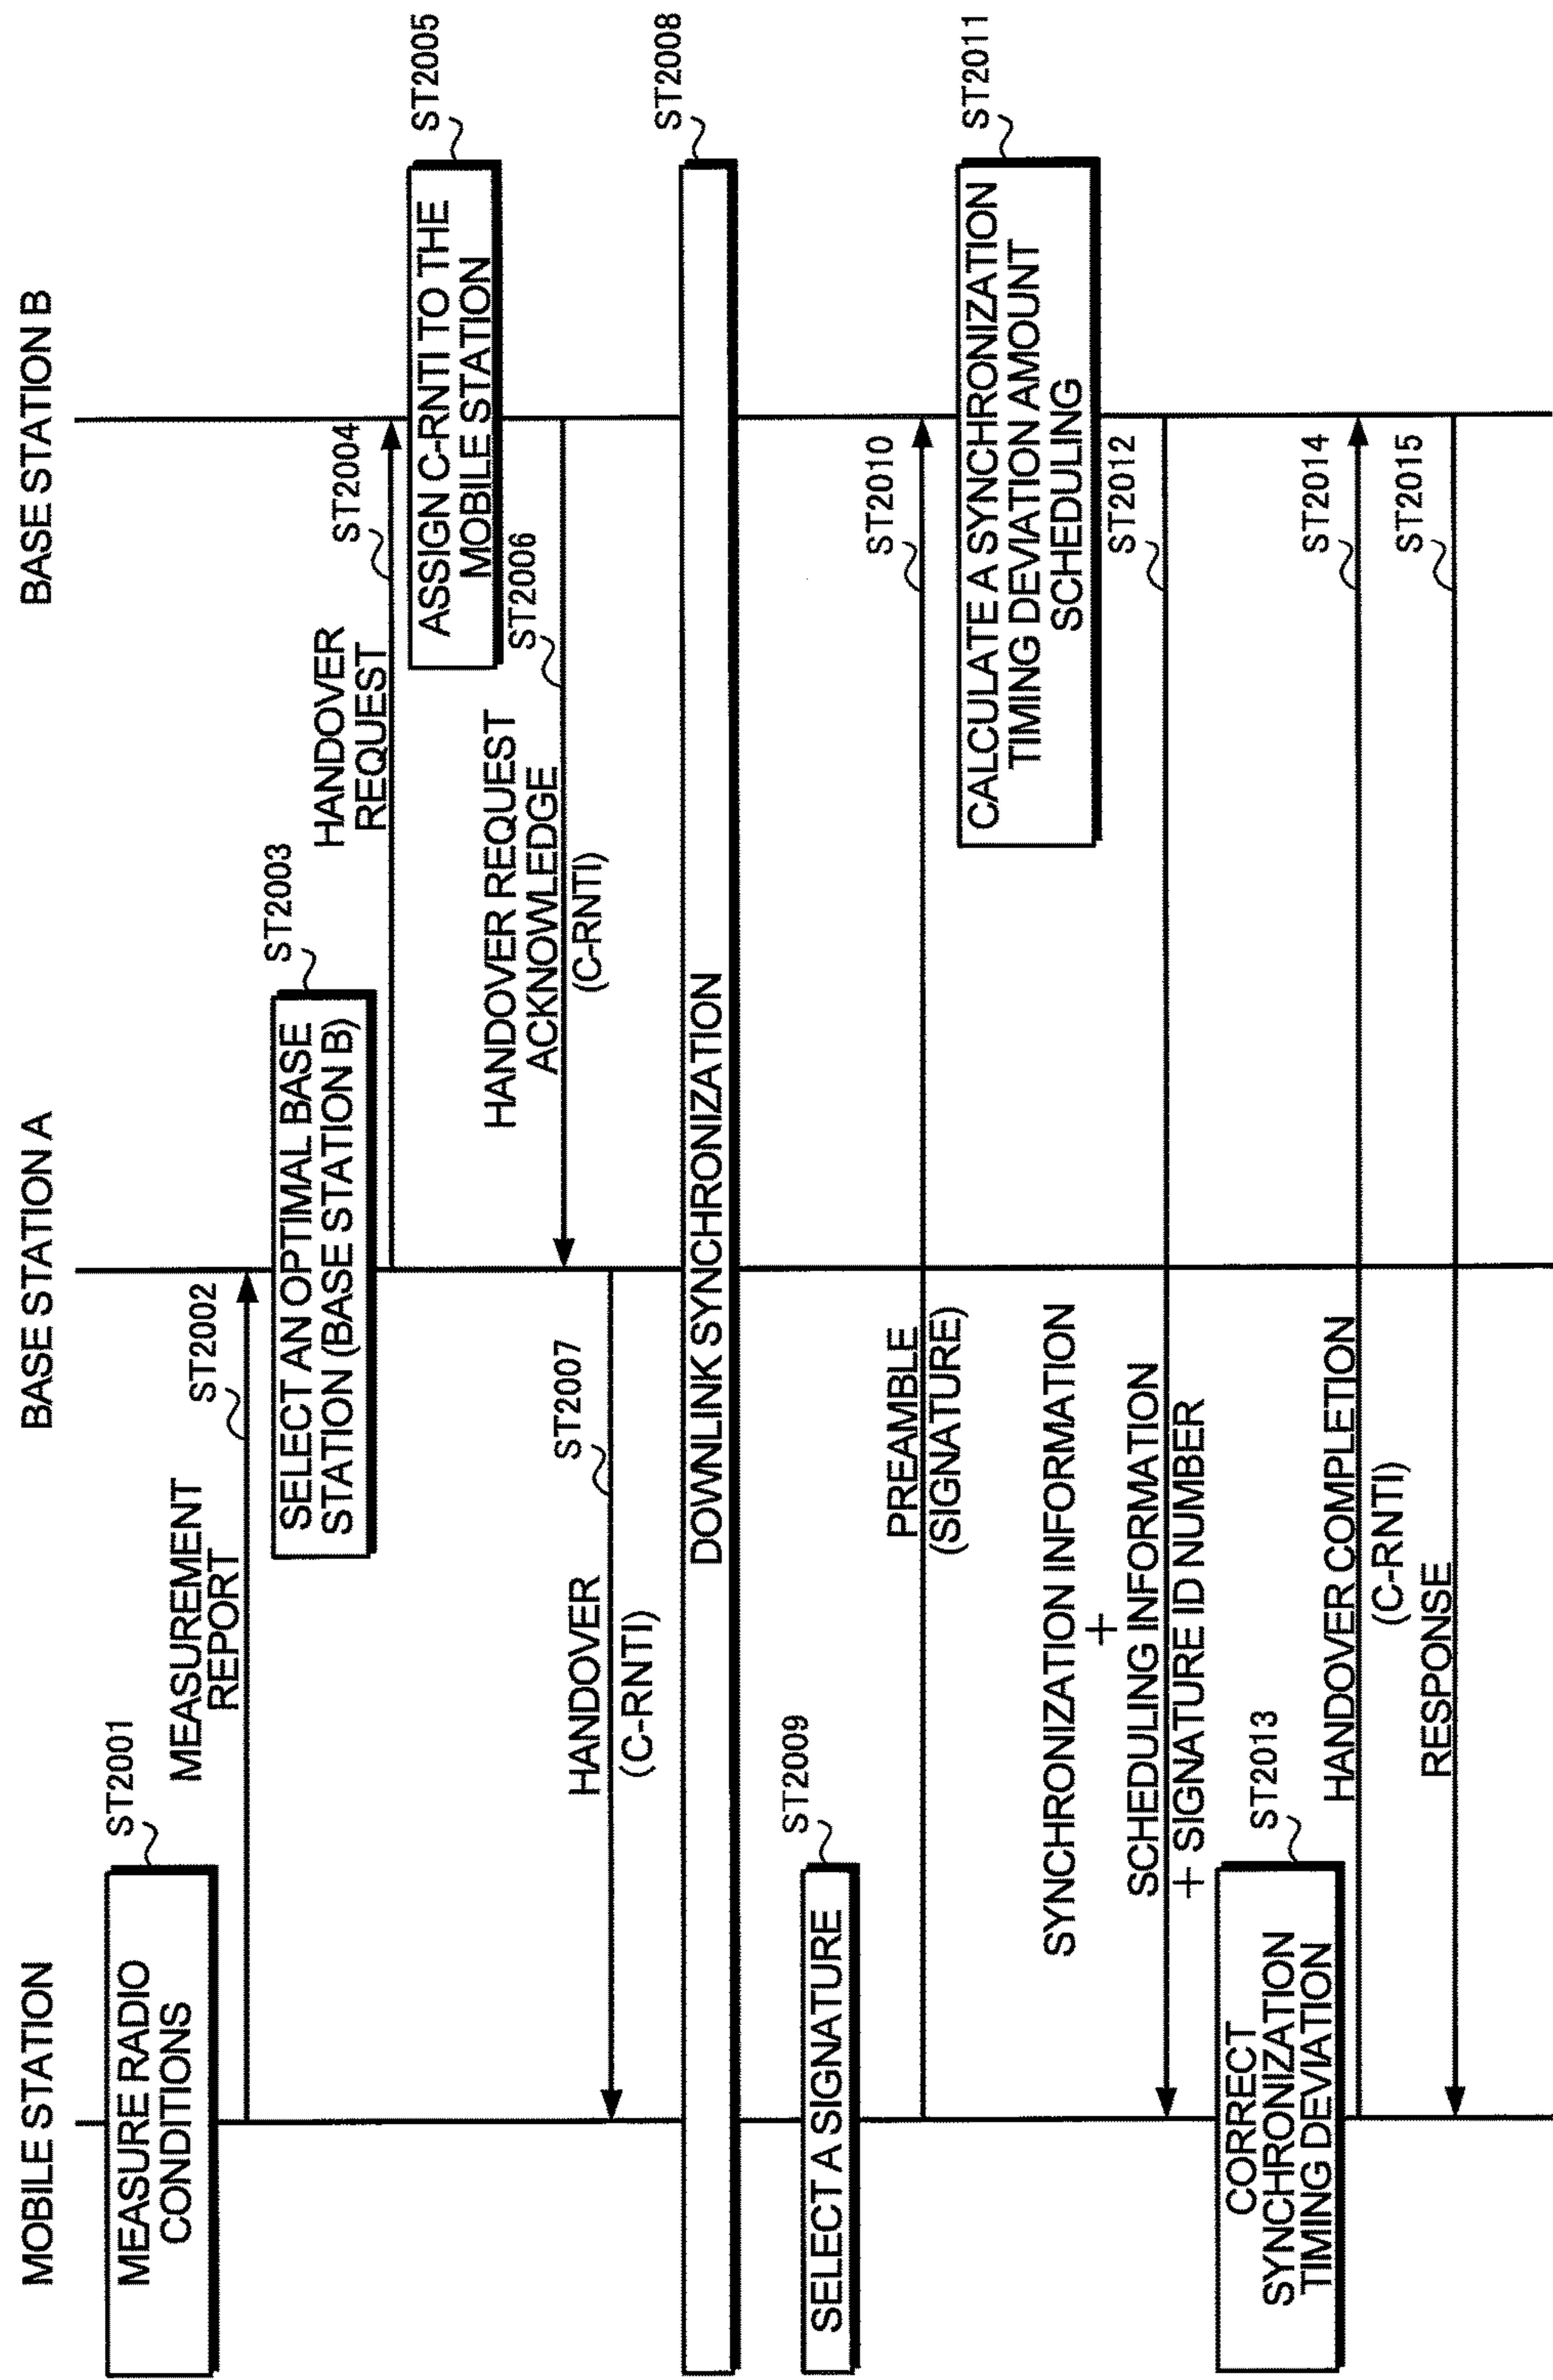 MOBILE STATION
BASE STATION A
BASE STATION B
ST2001
MEASURE RADIO
CONDITIONS
MEASUREMENT
REPORT
ST2002
ST2003
SELECT AN OPTIMAL BASE
STATION (BASE STATION B)
HANDOVER
REQUEST
ST2004
ST2005
ASSIGN C-RNTI TO THE
MOBILE STATION
ST2006
HANDOVER REQUEST
ACKNOWLEDGE
(C-RNTI)
ST2007
HANDOVER
(C-RNTI)
ST2008
DOWNLINK SYNCHRONIZATION
ST2009
SELECT A SIGNATURE
ST2010
PREAMBLE
(SIGNATURE)
ST2011
CALCULATE A SYNCHRONIZATION
TIMING DEVIATION AMOUNT
SCHEDULING
ST2012
SYNCHRONIZATION INFORMATION
+
SCHEDULING INFORMATION
+ SIGNATURE ID NUMBER
ST2013
CORRECT
SYNCHRONIZATION
TIMING DEVIATION
ST2014
HANDOVER COMPLETION
(C-RNTI)
ST2015
RESPONSE